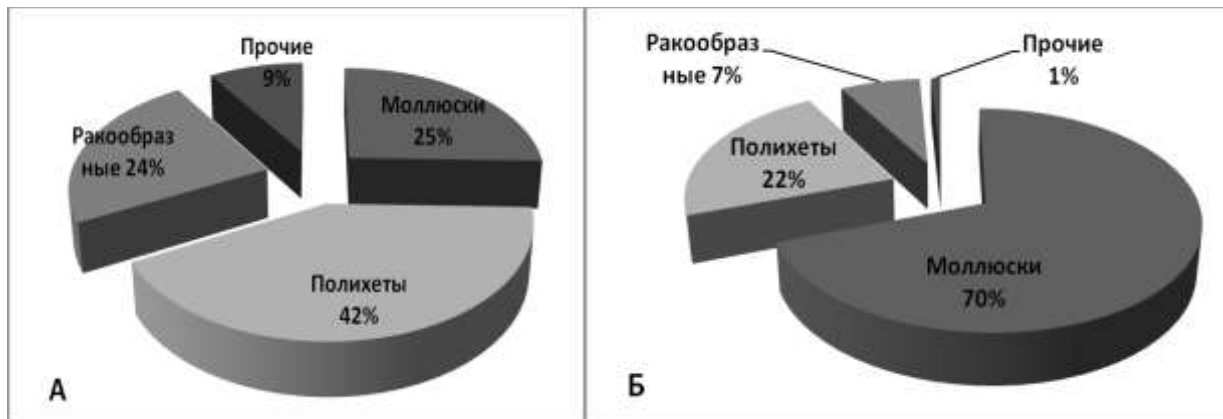 Прочие
9%
Моллюски
25%
Ракообраз
ные 24%
Полихеты
42%
А
Ракообраз
ные 7%
Прочие
1%
Полихеты
22%
Моллюски
70%
Б